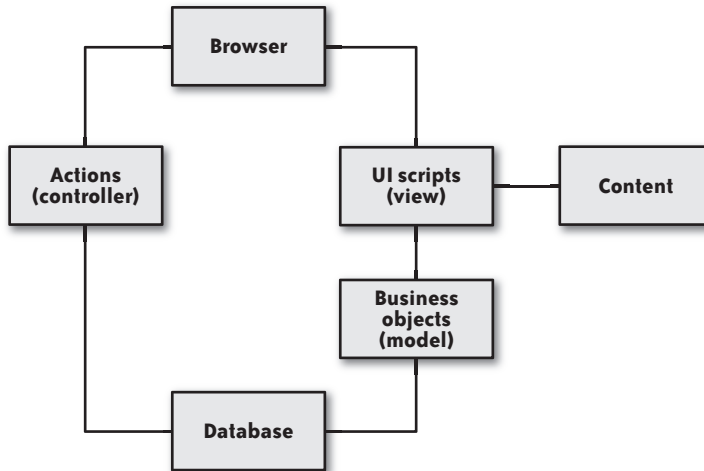 Browser
Actions
(controller)
UI scripts
(view)
Content
Business
objects
(model)
Database